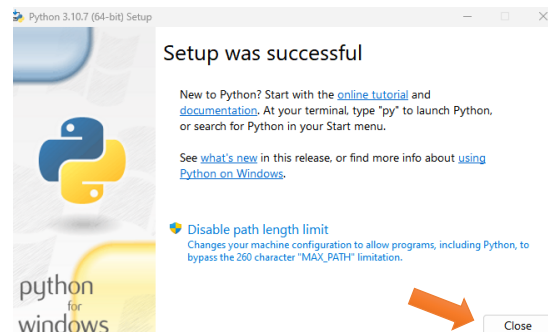 Python 3.10.7 (64-bit) Setup
Setup was successful
New to Python? Start with the online tutorial and
documentation. At your terminal, type "py" to launch Python,
or search for Python in your Start menu.
See what's new in this release, or find more info about using
Python on Windows.
Disable path length limit
Changes your machine configuration to allow programs, including Python, to
bypass the 260 character "MAX_PATH" limitation.
python
for
windows
Close